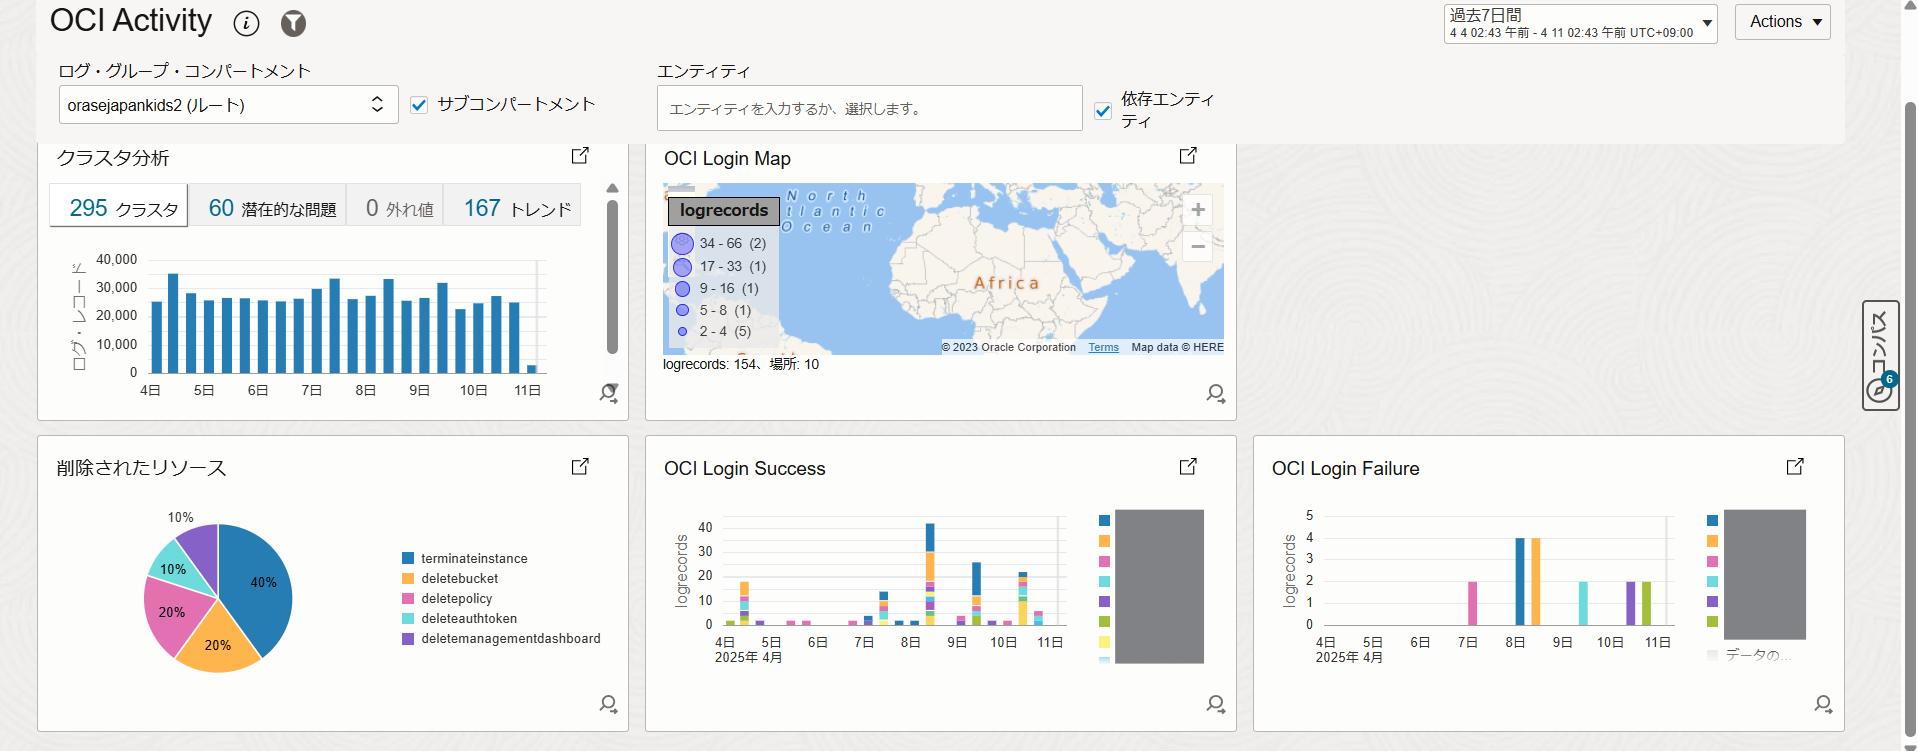 OCI Activity
過去7日間
4 4 02:43 午前 - 4 11 02:43 午前 UTC+09:00
Actions
ログ・グループ・コンパートメント
orasejapankids2 (ルート)
サブコンパートメント
エンティティ
エンティティを入力するか、選択します。
依存エンティ
ティ
クラスタ分析
295 クラスタ
60 潜在的な問題
0 外れ値
167 トレンド
ログ・レコード
40,000
30,000
20,000
10,000
0
4日 5日 6日 7日 8日 9日 10日 11日
OCI Login Map
North
Atlantic
Ocean
Africa
logrecords
34 - 66 (2)
17 - 33 (1)
9 - 16 (1)
5 - 8 (1)
2 - 4 (5)
+
−
© 2023 Oracle Corporation Terms Map data © HERE
logrecords: 154、場所: 10
コンパス
6
削除されたリソース
10%
10%
20%
20%
40%
terminateinstance
deletebucket
deletepolicy
deleteauthtoken
deletemanagementdashboard
OCI Login Success
logrecords
40
30
20
10
0
4日 5日 6日 7日 8日 9日 10日 11日
2025年 4月
OCI Login Failure
logrecords
5
4
3
2
1
0
4日 5日 6日 7日 8日 9日 10日 11日
2025年 4月
データの...